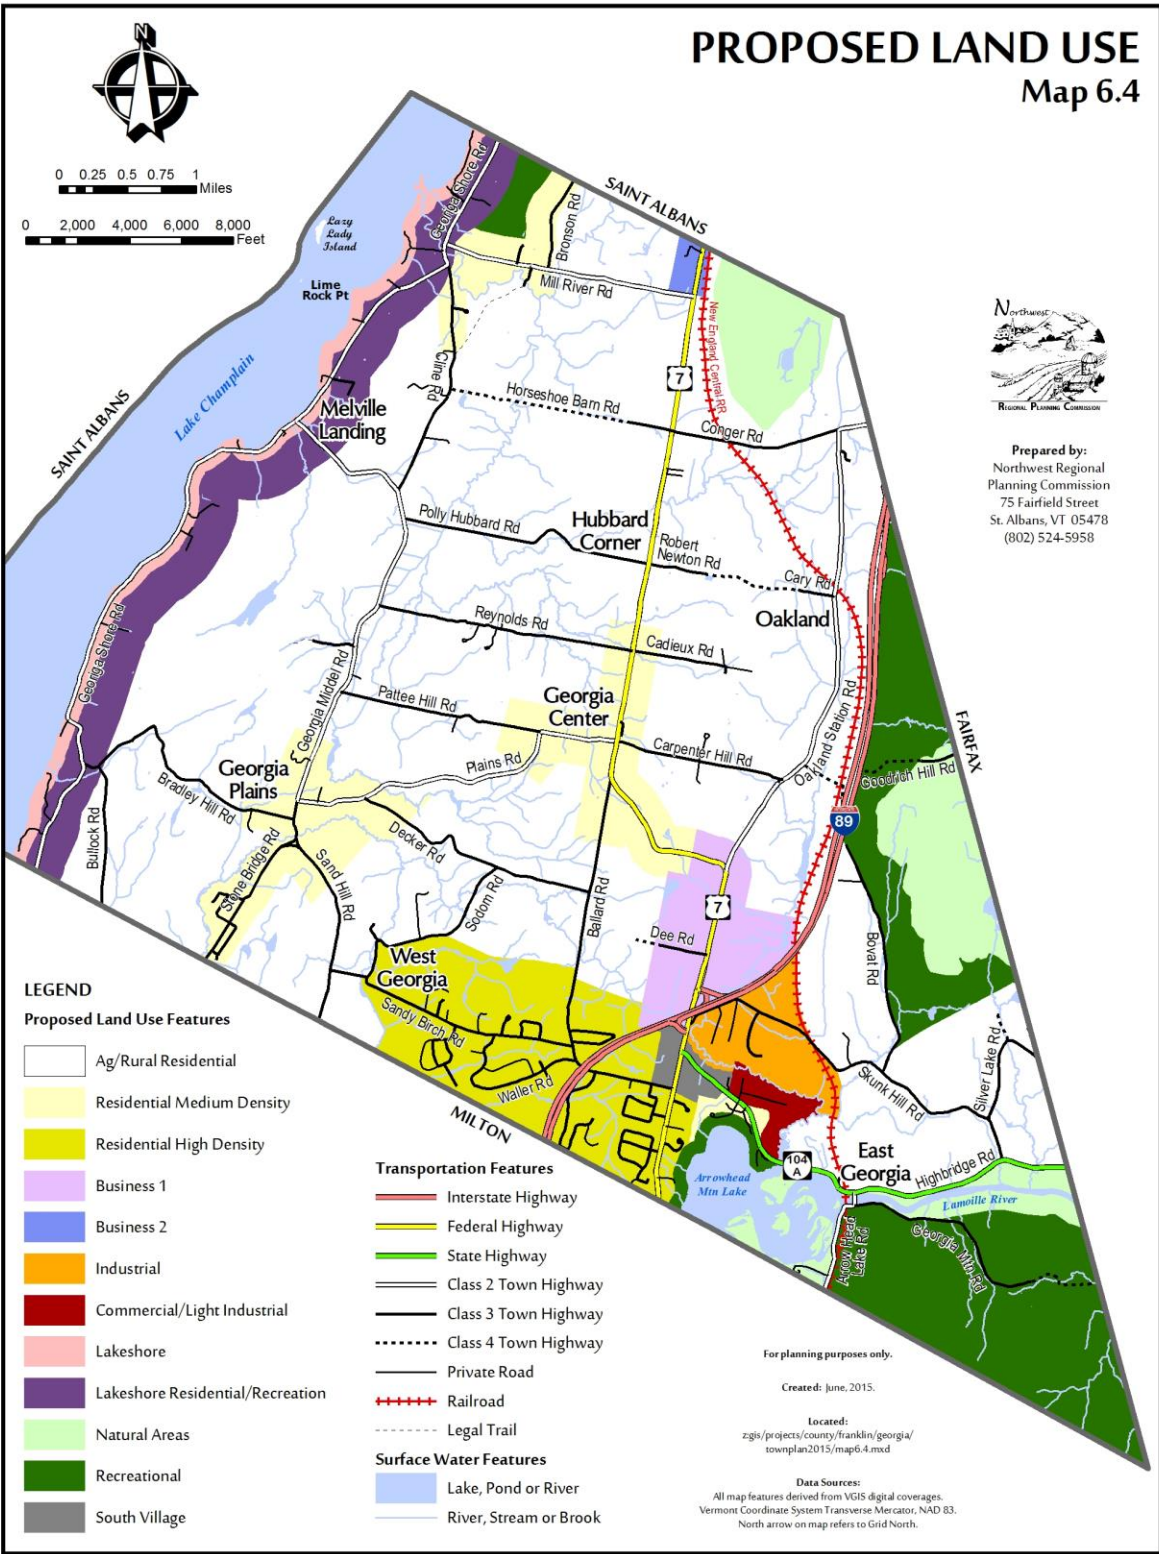 PROPOSED LAND USE
Map 6.4
N
0 0.25 0.5 0.75 1
Miles
0 2,000 4,000 6,000 8,000
Feet
SAINT ALBANS
Georgia Shore Rd
Bronson Rd
Lazy
Lady
Island
Lime
Rock Pt
Mill River Rd
New England Central RR
7
Northwest
REGIONAL PLANNING COMMISSION
Cline Rd
Lake Champlain
SAINT ALBANS
Horseshoe Barn Rd
Melville
Landing
Conger Rd
Prepared by:
Northwest Regional
Planning Commission
75 Fairfield Street
St. Albans, VT 05478
(802) 524-5958
Polly Hubbard Rd
Hubbard
Corner
Robert
Newton Rd
Cary Rd
Oakland
Georgia Shore Rd
Reynolds Rd
Cadieux Rd
Georgia Middel Rd
Pattee Hill Rd
Georgia
Center
Carpenter Hill Rd
Oakland Station Rd
FAIRFAX
Plains Rd
Goodrich Hill Rd
Georgia
Plains
Bradley Hill Rd
89
Bullock Rd
Decker Rd
Stone Bridge Rd
Sand Hill Rd
Sodom Rd
Ballard Rd
7
Dee Rd
Bovat Rd
West
Georgia
Sandy Birch Rd
Waller Rd
MILTON
Skunk Hill Rd
Silver Lake Rd
East
Georgia
Highbridge Rd
104
A
Arrowhead
Mtn Lake
Lamoille River
Arrow Head
Lake Rd
Georgia Mtn Rd
LEGEND
Proposed Land Use Features
Ag/Rural Residential
Residential Medium Density
Residential High Density
Business 1
Business 2
Industrial
Commercial/Light Industrial
Lakeshore
Lakeshore Residential/Recreation
Natural Areas
Recreational
South Village
Transportation Features
Interstate Highway
Federal Highway
State Highway
Class 2 Town Highway
Class 3 Town Highway
Class 4 Town Highway
Private Road
Railroad
Legal Trail
Surface Water Features
Lake, Pond or River
River, Stream or Brook
For planning purposes only.
Created: June, 2015.
Located:
z:gis/projects/county/franklin/georgia/
townplan2015/map6.4.mxd
Data Sources:
All map features derived from VGIS digital coverages.
Vermont Coordinate System Transverse Mercator, NAD 83.
North arrow on map refers to Grid North.